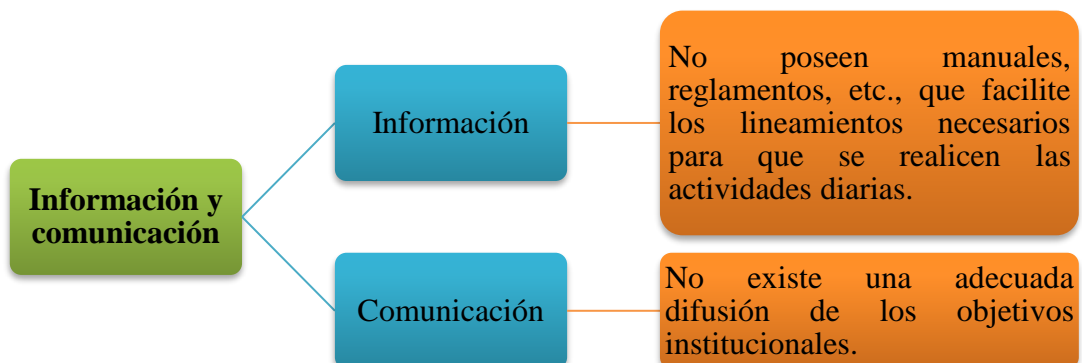 Información y
comunicación
Información
No poseen manuales,
reglamentos, etc., que facilite
los lineamientos necesarios
para que se realicen las
actividades diarias.
Comunicación
No existe una adecuada
difusión de los objetivos
institucionales.